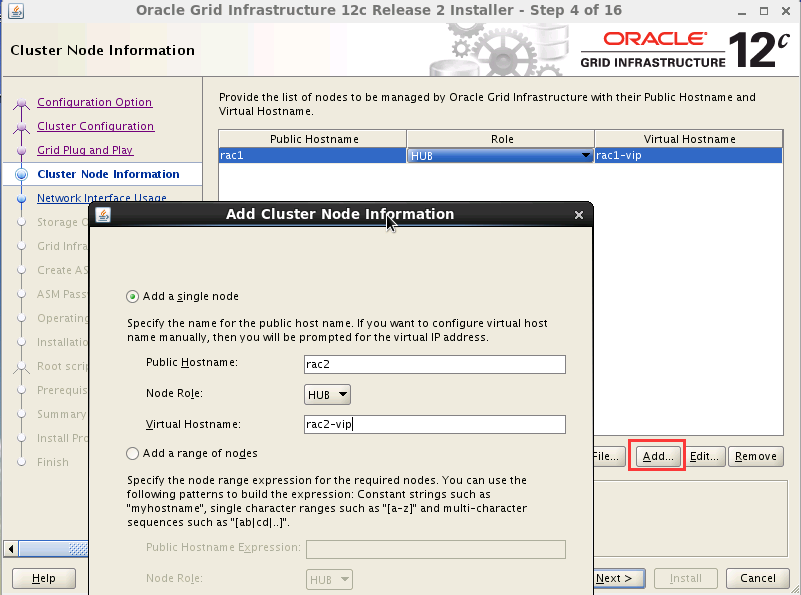 Oracle Grid Infrastructure 12c Release 2 Installer - Step 4 of 16
Cluster Node Information
ORACLE
GRID INFRASTRUCTURE 12c
Configuration Option
Cluster Configuration
Grid Plug and Play
Cluster Node Information
Network Interface Usage
Storage
Grid Infra
Create AS
ASM Pass
Operating
Installatio
Root scrip
Prerequis
Summary
Install Pro
Finish
Provide the list of nodes to be managed by Oracle Grid Infrastructure with their Public Hostname and
Virtual Hostname.
Public Hostname Role Virtual Hostname
rac1 HUB rac1-vip
Add Cluster Node Information
Add a single node
Specify the name for the public host name. If you want to configure virtual host
name manually, then you will be prompted for the virtual IP address.
Public Hostname: rac2
Node Role: HUB
Virtual Hostname: rac2-vip
Add a range of nodes
Specify the node range expression for the required nodes. You can use the
following patterns to build the expression: Constant strings such as
"myhostname", single character ranges such as "[a-z]" and multi-character
sequences such as "[ab|cd|..]".
Public Hostname Expression:
Node Role: HUB
File... Add... Edit... Remove
Help Next > Install Cancel